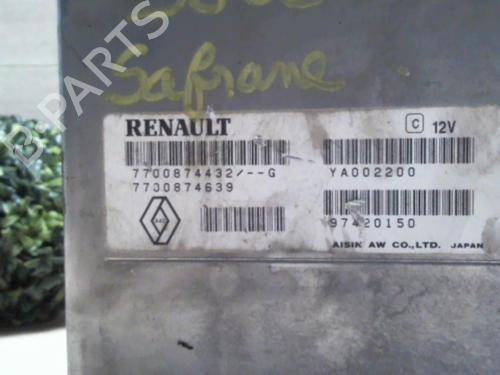 Safrane
B PARTS
RENAULT
C 12V
7700874432/--G
YA002200
7700874639
97420150
AISIN AW CO.,LTD. JAPAN